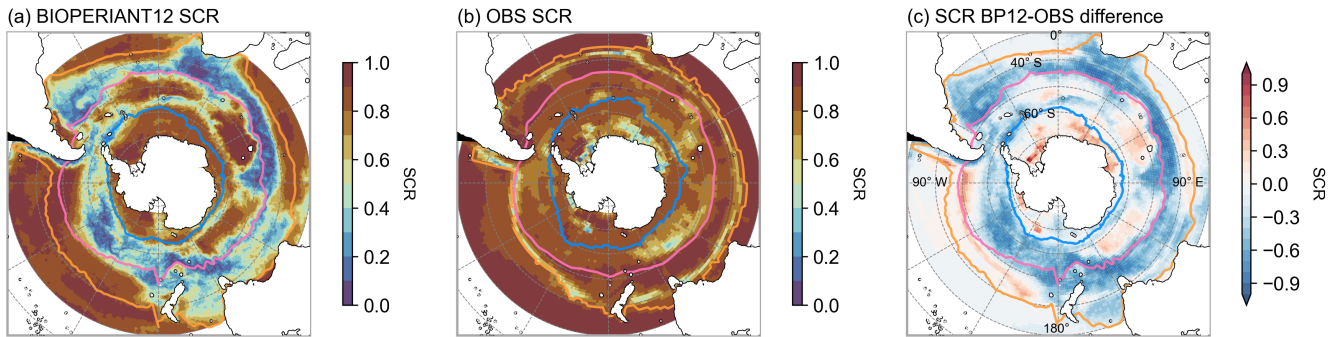 (a) BIOPERIANT12 SCR
1.0
0.8
0.6
0.4
0.2
0.0
SCR
(b) OBS SCR
1.0
0.8
0.6
0.4
0.2
0.0
SCR
(c) SCR BP12-OBS difference
0°
40° S
60° S
90° W
90° E
180°
0.9
0.6
0.3
0.0
−0.3
−0.6
−0.9
SCR